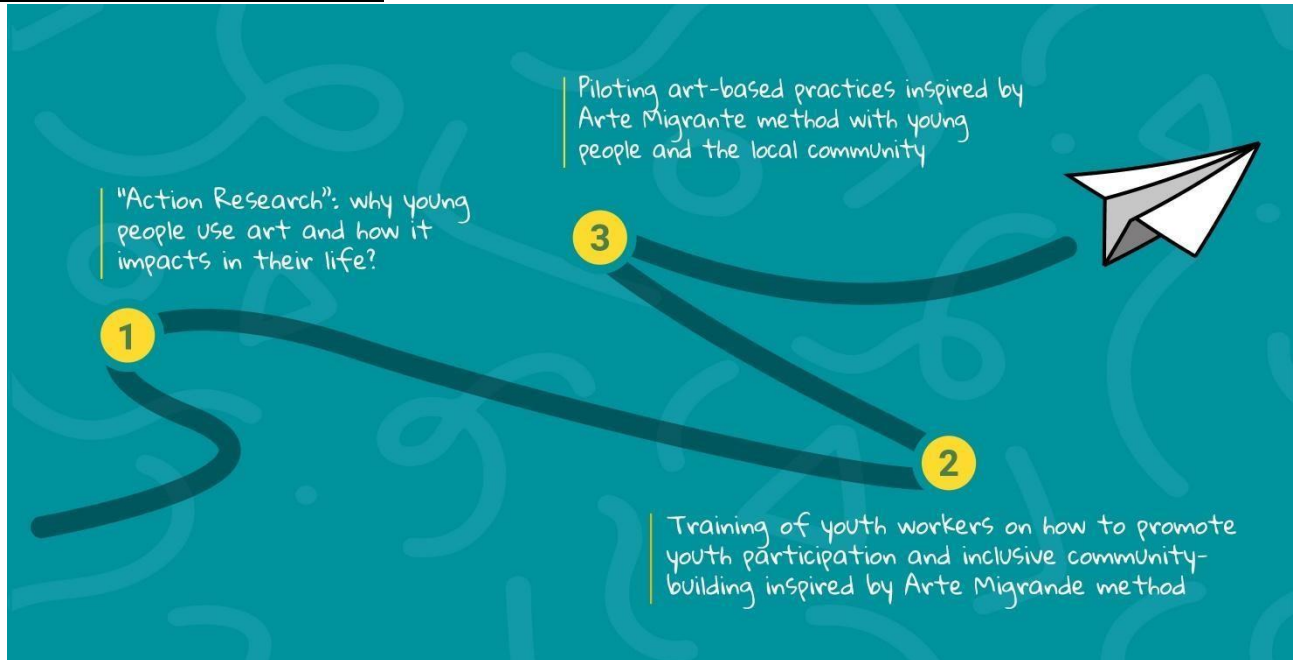 "Action Research": why young
people use art and how it
impacts in their life?
1
Training of youth workers on how to promote
youth participation and inclusive community-
building inspired by Arte Migrande method
2
Piloting art-based practices inspired by
Arte Migrante method with young
people and the local community
3